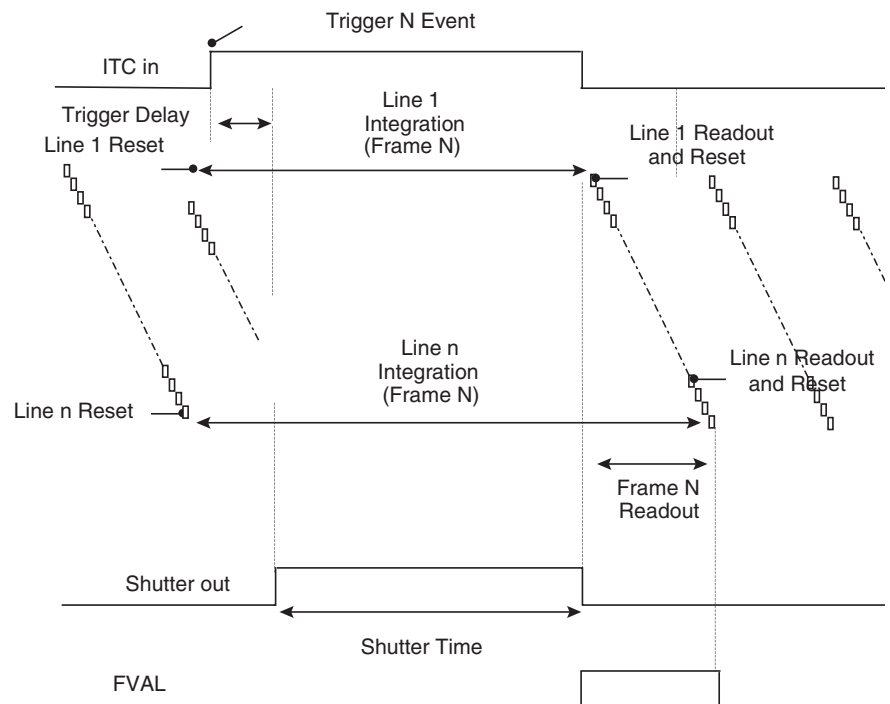 Trigger N Event
ITC in
Trigger Delay
Line 1
Integration
(Frame N)
Line 1 Reset
Line 1 Readout
and Reset
Line n
Integration
(Frame N)
Line n Readout
and Reset
Line n Reset
Frame N
Readout
Shutter out
Shutter Time
FVAL